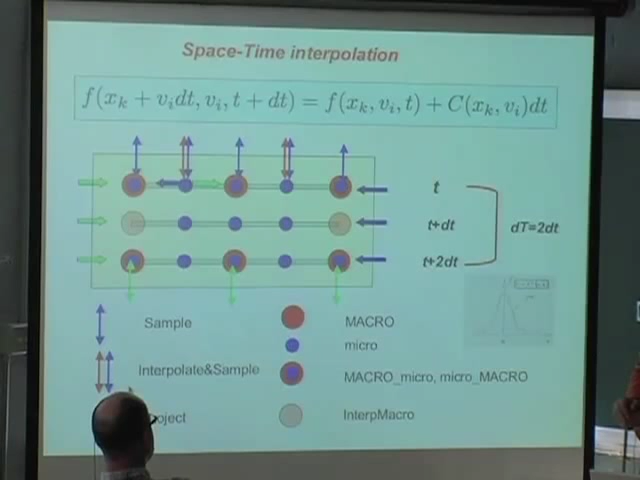 Space-Time interpolation
f(x_k + v_i dt, v_i, t + dt) = f(x_k, v_i, t) + C(x_k, v_i)dt
t
t+dt
dT=2dt
t+2dt
Sample
MACRO
micro
Interpolate&Sample
MACRO_micro, micro_MACRO
oject
InterpMacro